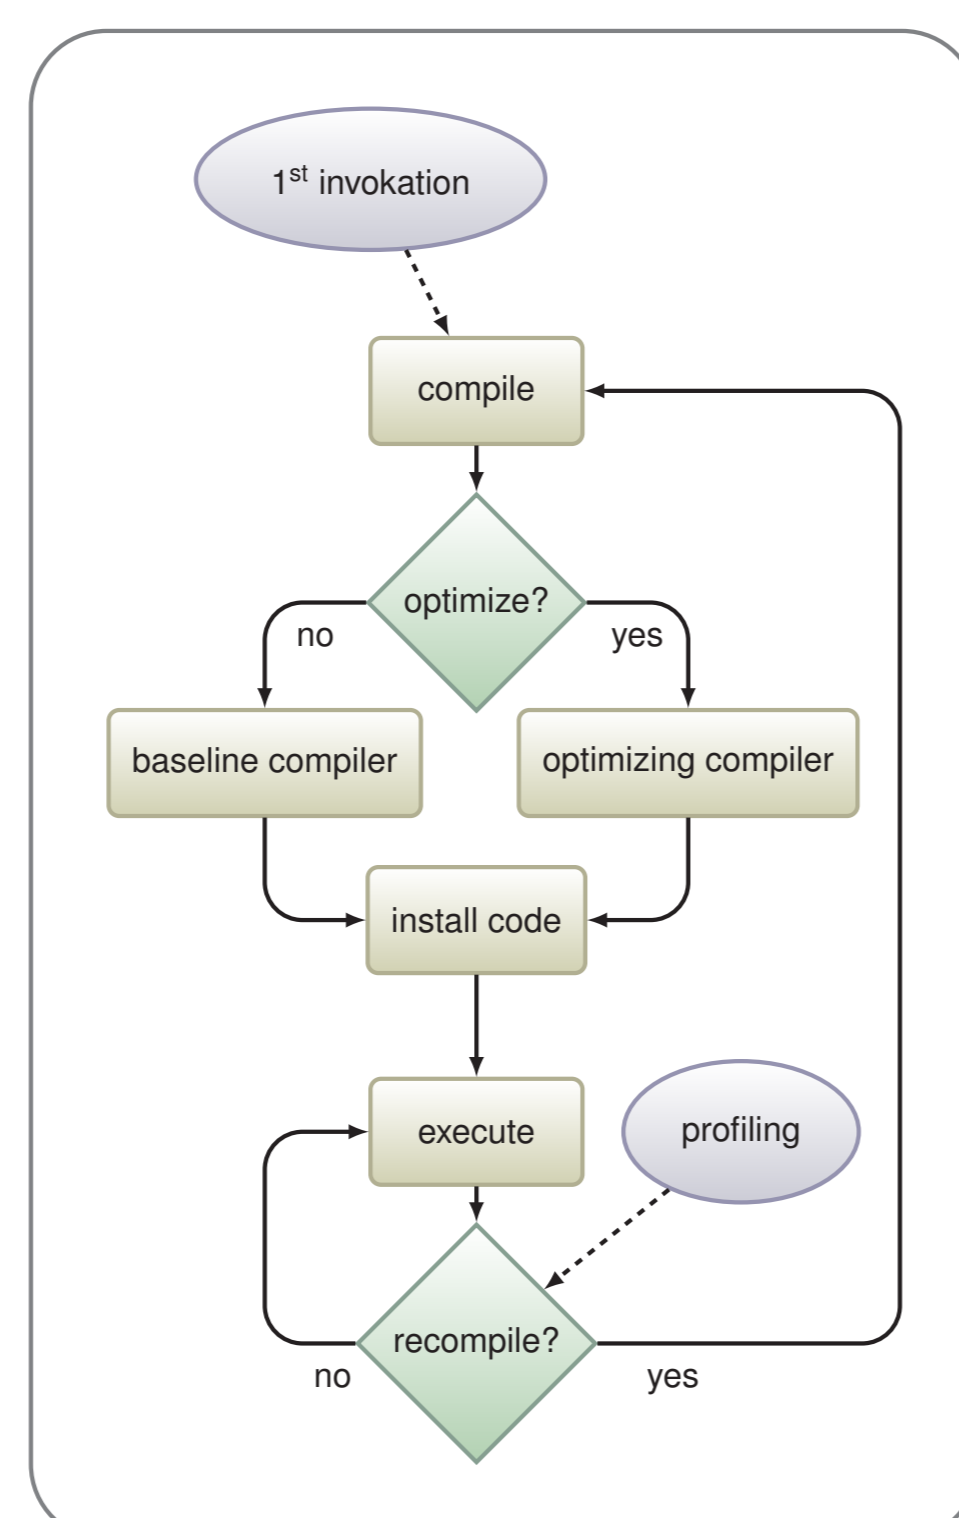 1st invokation
compile
optimize?
no
yes
baseline compiler
optimizing compiler
install code
execute
profiling
recompile?
no
yes